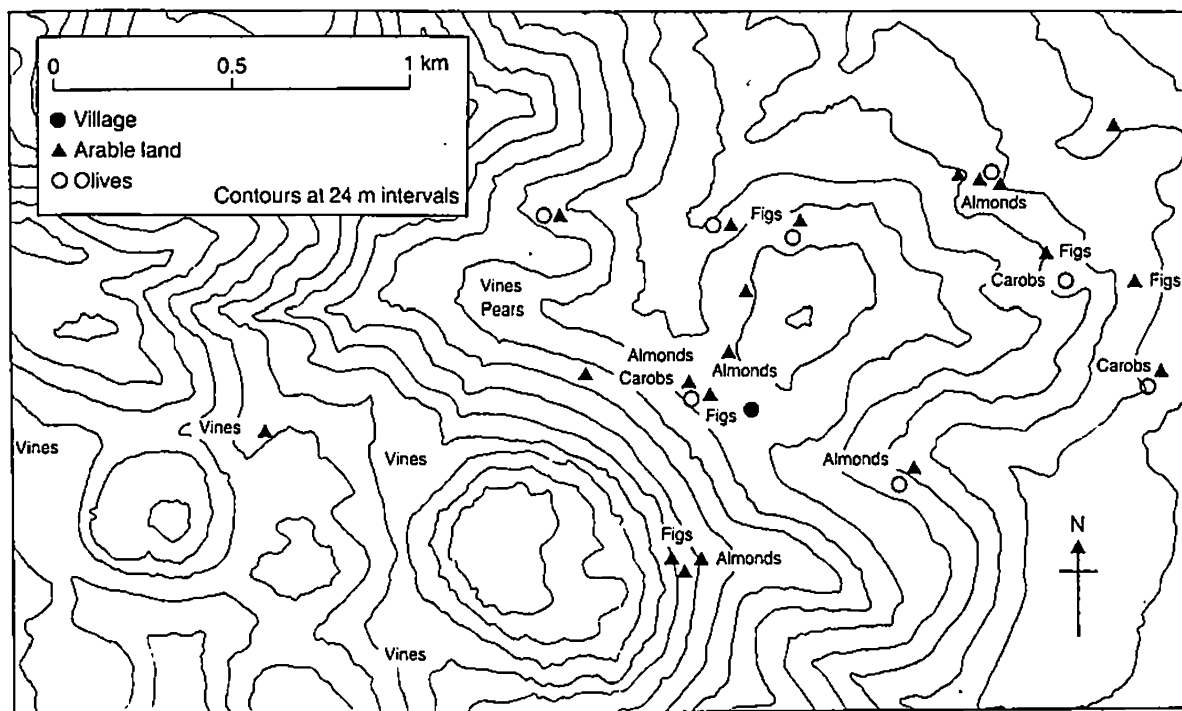 0 0.5 1 km
Village
Arable land
Olives
Contours at 24 m intervals
Almonds
Figs
Figs
Carobs
Figs
Vines
Pears
Almonds
Carobs
Almonds
Carobs
Figs
Vines
Vines
Vines
Almonds
N
Figs
Almonds
Vines